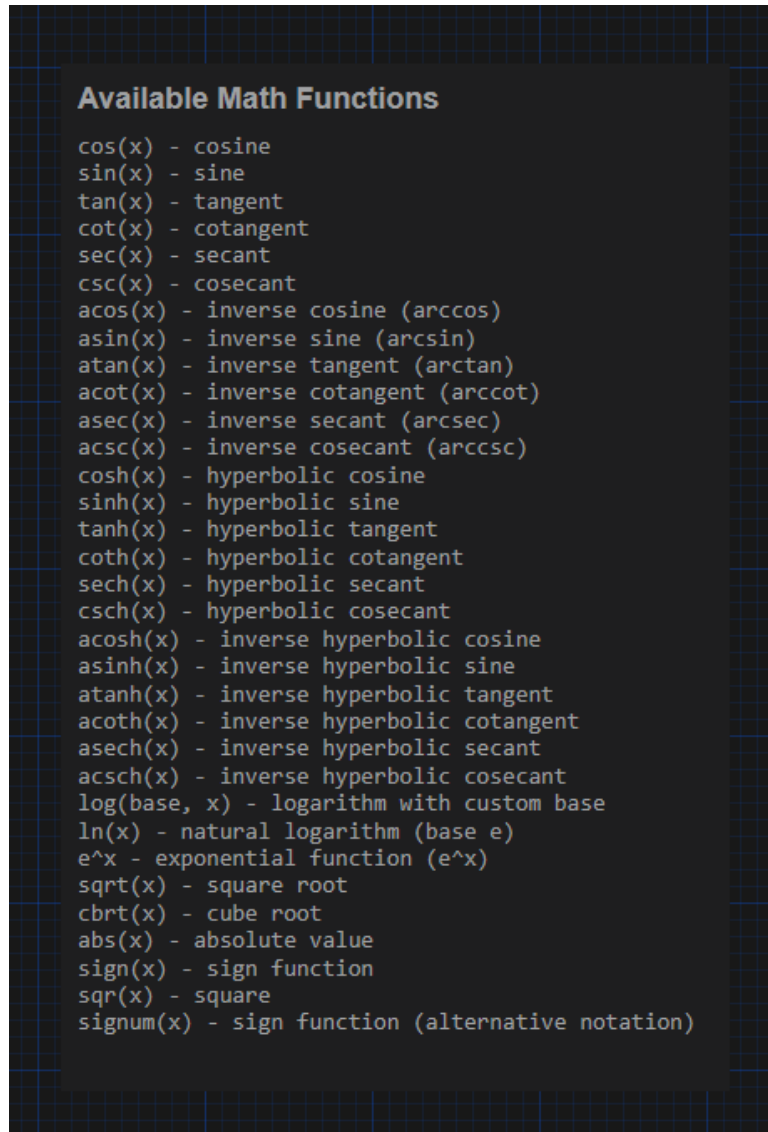 Available Math Functions
cos(x) - cosine
sin(x) - sine
tan(x) - tangent
cot(x) - cotangent
sec(x) - secant
csc(x) - cosecant
acos(x) - inverse cosine (arccos)
asin(x) - inverse sine (arcsin)
atan(x) - inverse tangent (arctan)
acot(x) - inverse cotangent (arccot)
asec(x) - inverse secant (arcsec)
acsc(x) - inverse cosecant (arccsc)
cosh(x) - hyperbolic cosine
sinh(x) - hyperbolic sine
tanh(x) - hyperbolic tangent
coth(x) - hyperbolic cotangent
sech(x) - hyperbolic secant
csch(x) - hyperbolic cosecant
acosh(x) - inverse hyperbolic cosine
asinh(x) - inverse hyperbolic sine
atanh(x) - inverse hyperbolic tangent
acoth(x) - inverse hyperbolic cotangent
asech(x) - inverse hyperbolic secant
acsch(x) - inverse hyperbolic cosecant
log(base, x) - logarithm with custom base
ln(x) - natural logarithm (base e)
e^x - exponential function (e^x)
sqrt(x) - square root
cbrt(x) - cube root
abs(x) - absolute value
sign(x) - sign function
sqr(x) - square
signum(x) - sign function (alternative notation)